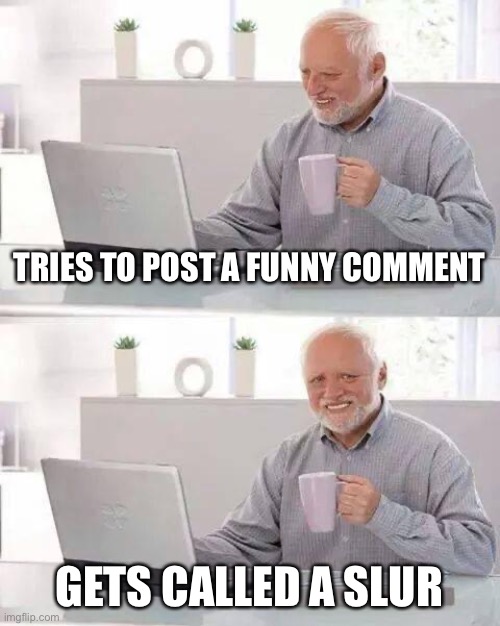 TRIES TO POST A FUNNY COMMENT
GETS CALLED A SLUR
imgflip.com